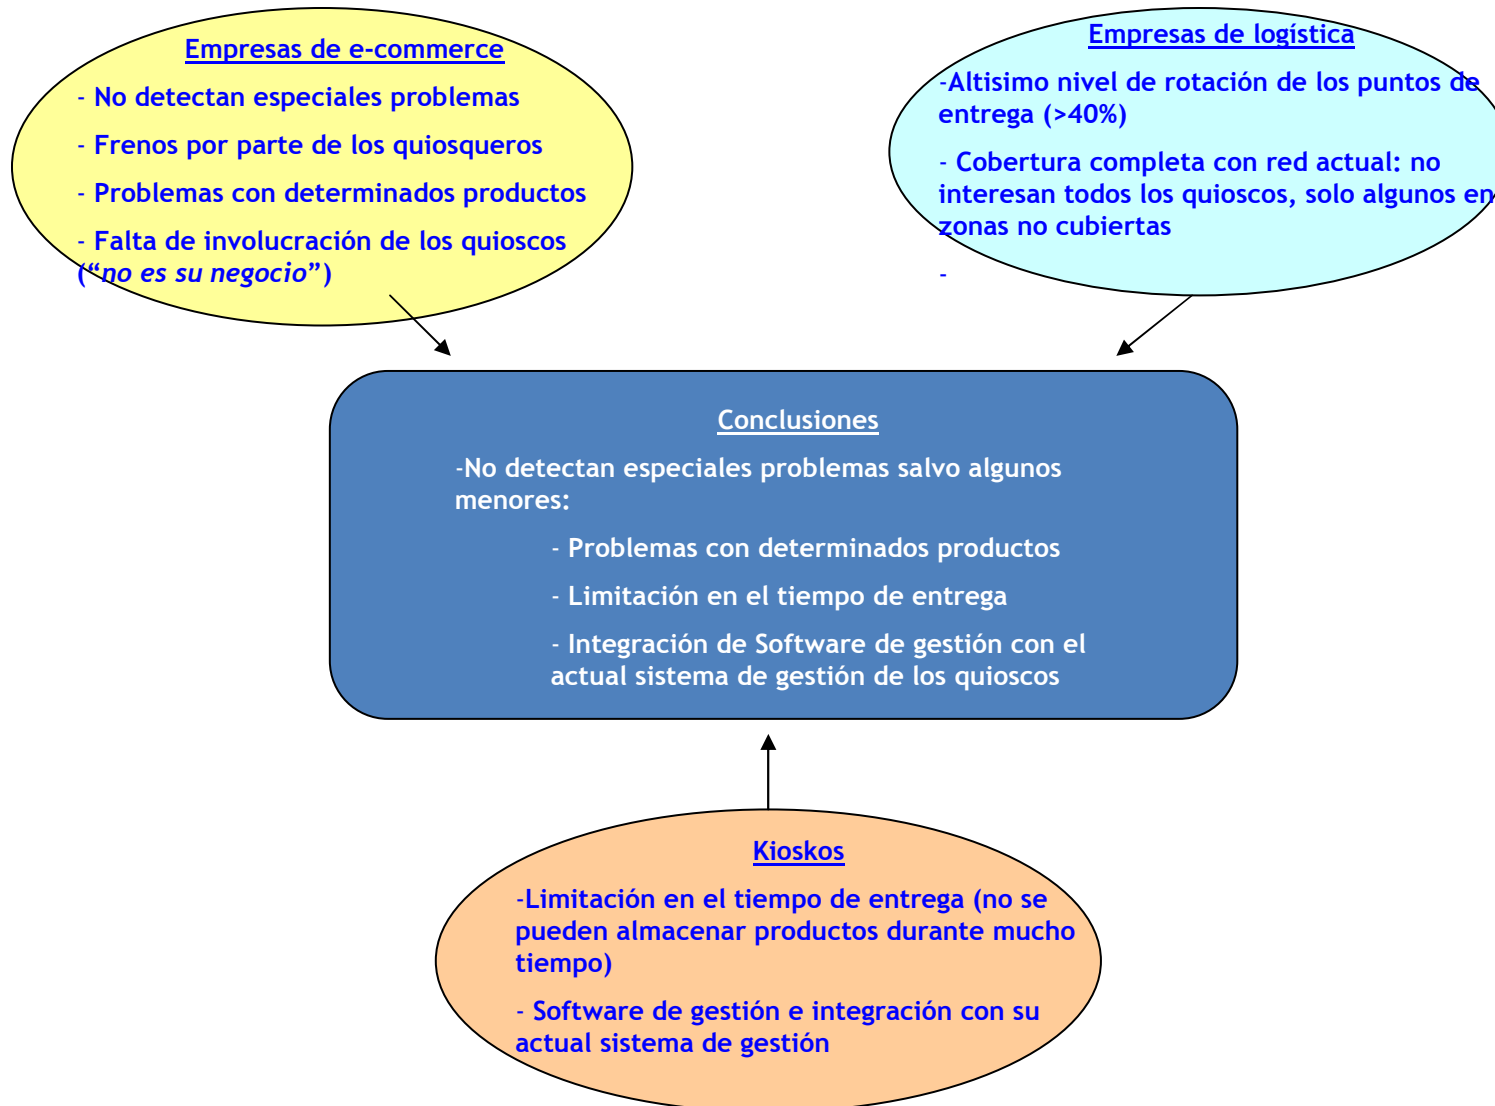 Empresas de e-commerce
- No detectan especiales problemas
- Frenos por parte de los quiosqueros
- Problemas con determinados productos
- Falta de involucración de los quioscos
(“no es su negocio”)
Empresas de logística
-Altisimo nivel de rotación de los puntos de
entrega (>40%)
- Cobertura completa con red actual: no
interesan todos los quioscos, solo algunos en
zonas no cubiertas
-
Conclusiones
-No detectan especiales problemas salvo algunos
menores:
- Problemas con determinados productos
- Limitación en el tiempo de entrega
- Integración de Software de gestión con el
actual sistema de gestión de los quioscos
Kioskos
-Limitación en el tiempo de entrega (no se
pueden almacenar productos durante mucho
tiempo)
- Software de gestión e integración con su
actual sistema de gestión